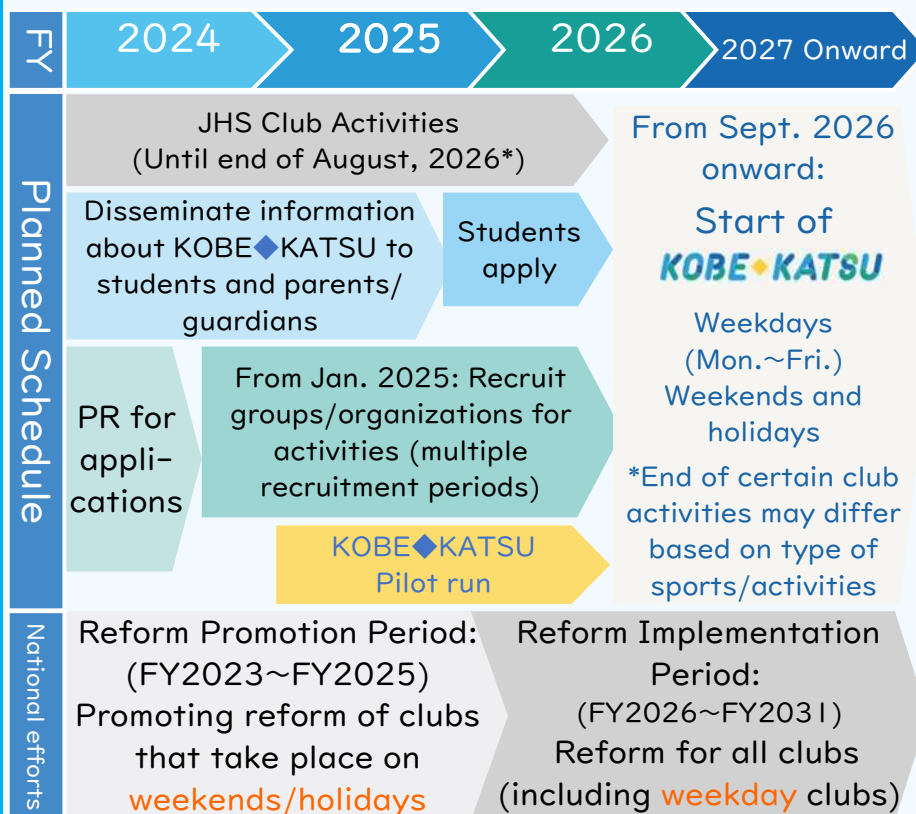 FY
2024
2025
2026
2027 Onward
Planned Schedule
JHS Club Activities
(Until end of August, 2026*)
Disseminate information
about KOBE◆KATSU to
students and parents/
guardians
Students
apply
PR for
appli-
cations
From Jan. 2025: Recruit
groups/organizations for
activities (multiple
recruitment periods)
KOBE◆KATSU
Pilot run
From Sept. 2026
onward:
Start of
KOBE◆KATSU
Weekdays
(Mon.~Fri.)
Weekends and
holidays
*End of certain club
activities may differ
based on type of
sports/activities
National efforts
Reform Promotion Period:
(FY2023~FY2025)
Promoting reform of clubs
that take place on
weekends/holidays
Reform Implementation
Period:
(FY2026~FY2031)
Reform for all clubs
(including weekday clubs)